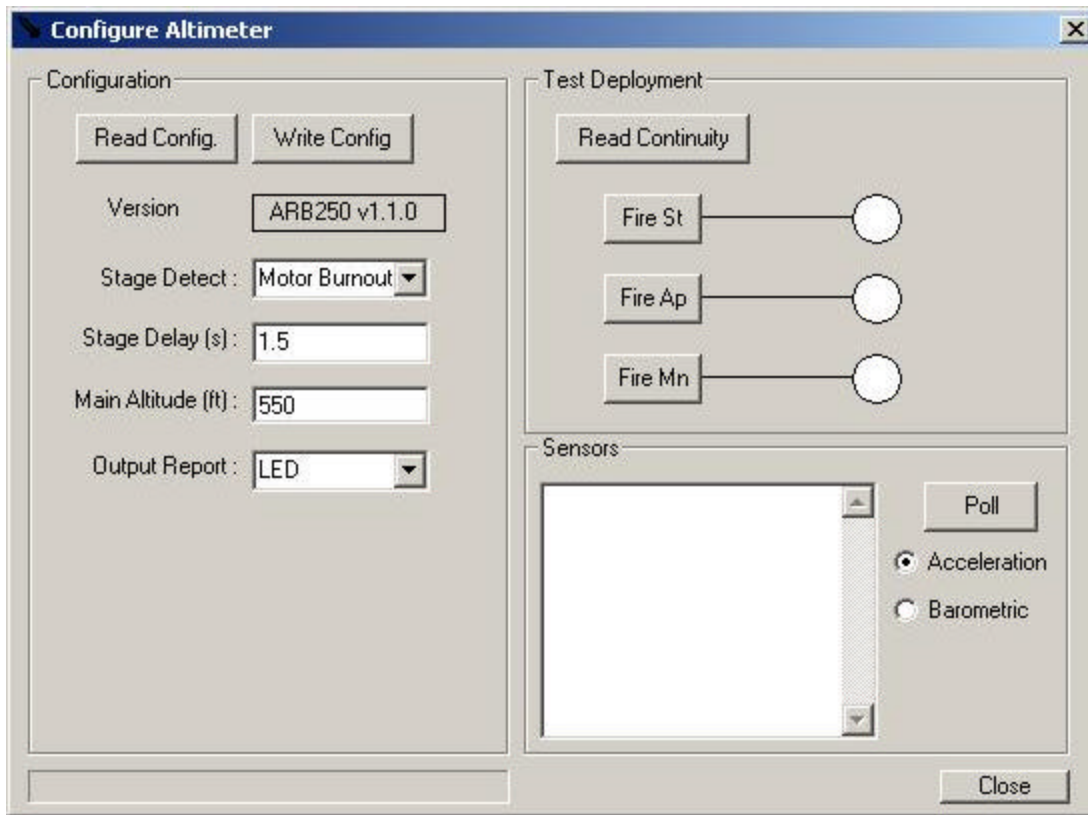 Configure Altimeter
Configuration
Read Config.
Write Config
Version
ARB250 v1.1.0
Stage Detect :
Motor Burnout
Stage Delay (s) :
1.5
Main Altitude (ft) :
550
Output Report :
LED
Test Deployment
Read Continuity
Fire St
Fire Ap
Fire Mn
Sensors
Poll
Acceleration
Barometric
Close